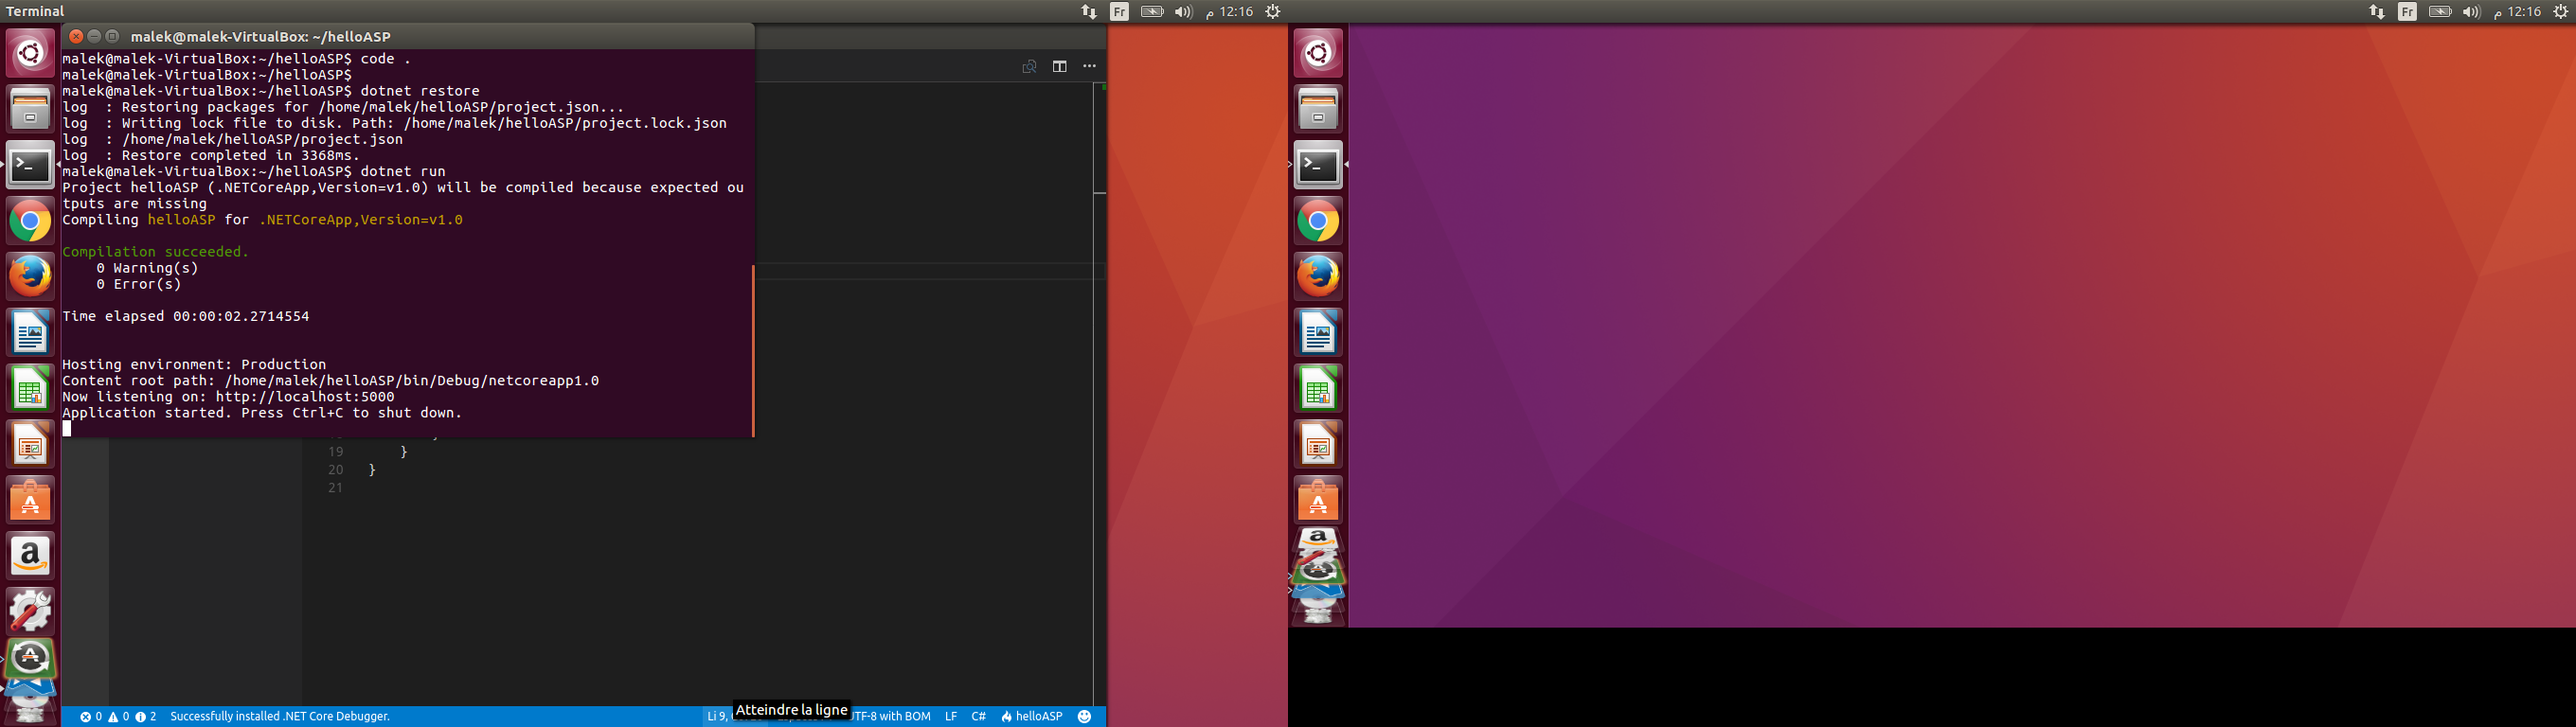 Terminal
Fr
م 12:16
Fr
م 12:16
malek@malek-VirtualBox: ~/helloASP
malek@malek-VirtualBox:~/helloASP$ code .
malek@malek-VirtualBox:~/helloASP$
malek@malek-VirtualBox:~/helloASP$ dotnet restore
log  : Restoring packages for /home/malek/helloASP/project.json...
log  : Writing lock file to disk. Path: /home/malek/helloASP/project.lock.json
log  : /home/malek/helloASP/project.json
log  : Restore completed in 3368ms.
malek@malek-VirtualBox:~/helloASP$ dotnet run
Project helloASP (.NETCoreApp,Version=v1.0) will be compiled because expected ou
tputs are missing
Compiling helloASP for .NETCoreApp,Version=v1.0
Compilation succeeded.
    0 Warning(s)
    0 Error(s)
Time elapsed 00:00:02.2714554
Hosting environment: Production
Content root path: /home/malek/helloASP/bin/Debug/netcoreapp1.0
Now listening on: http://localhost:5000
Application started. Press Ctrl+C to shut down.
19 }
20 }
21
Atteindre la ligne
0 0 2 Successfully installed .NET Core Debugger. Li 9, UTF-8 with BOM LF C# helloASP